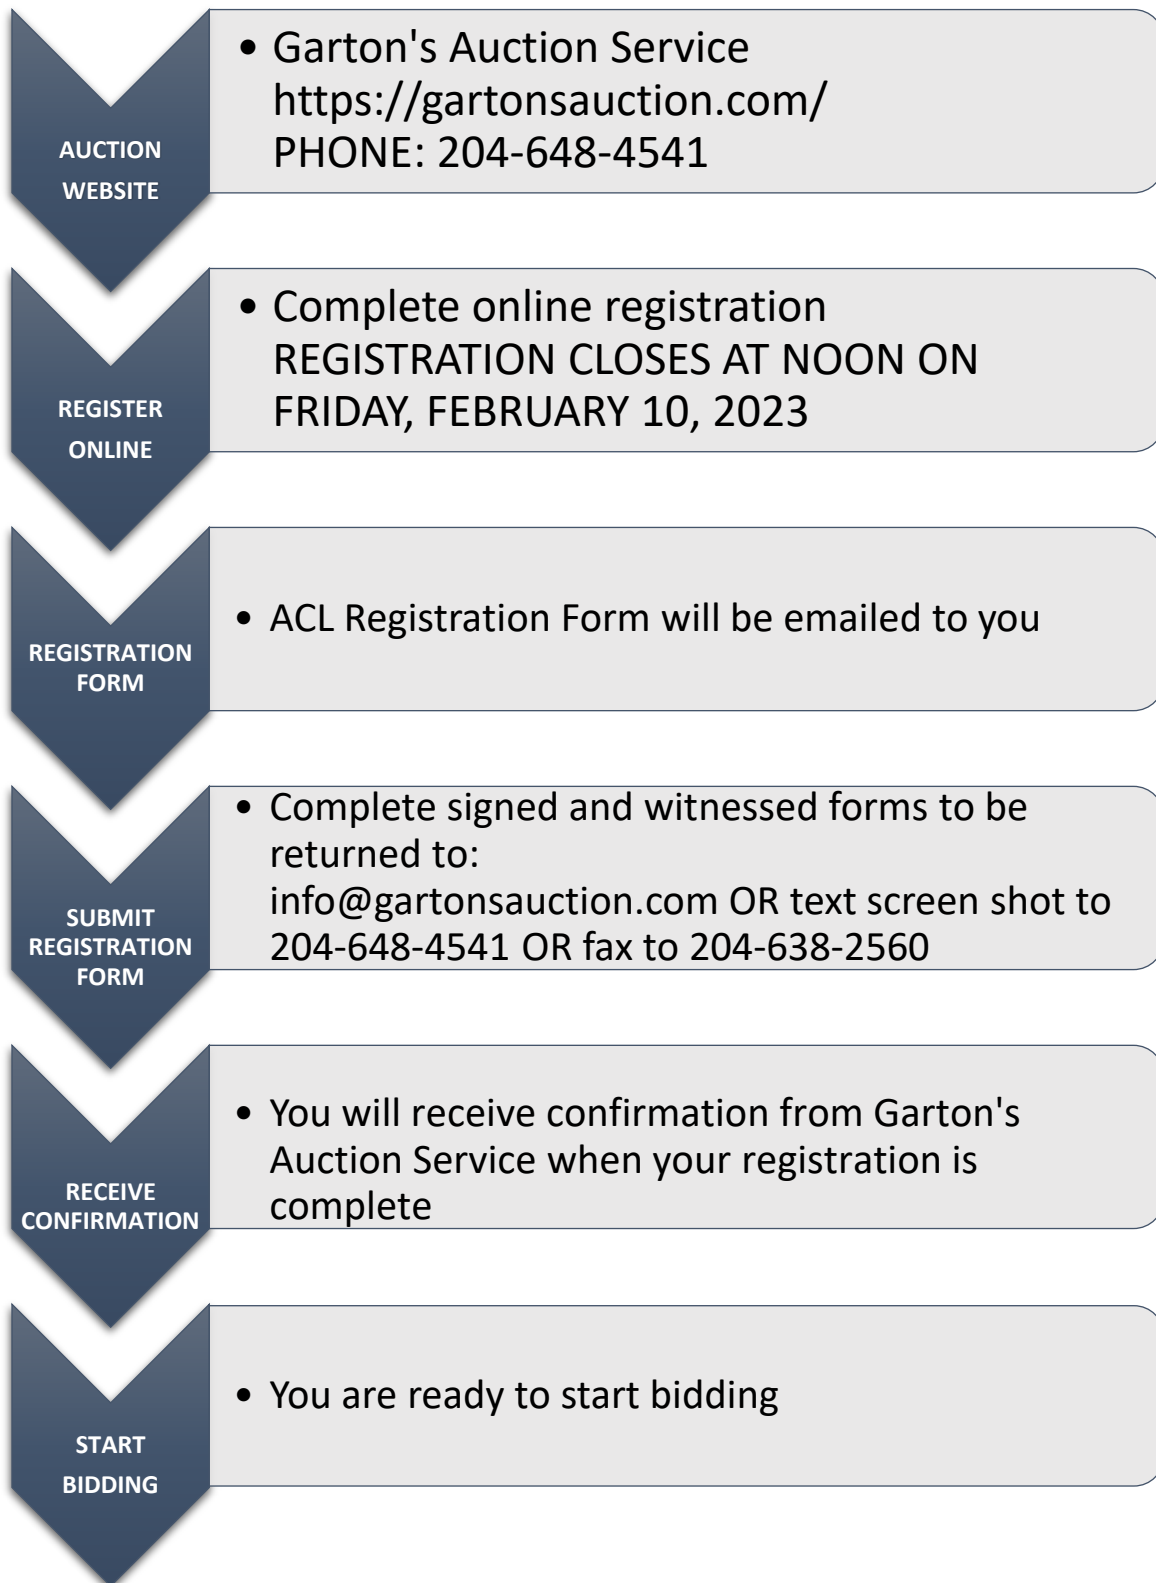 AUCTION
WEBSITE
• Garton's Auction Service
https://gartonsauction.com/
PHONE: 204-648-4541
REGISTER
ONLINE
• Complete online registration
REGISTRATION CLOSES AT NOON ON
FRIDAY, FEBRUARY 10, 2023
REGISTRATION
FORM
• ACL Registration Form will be emailed to you
SUBMIT
REGISTRATION
FORM
• Complete signed and witnessed forms to be
returned to:
info@gartonsauction.com OR text screen shot to
204-648-4541 OR fax to 204-638-2560
RECEIVE
CONFIRMATION
• You will receive confirmation from Garton's
Auction Service when your registration is
complete
START
BIDDING
• You are ready to start bidding